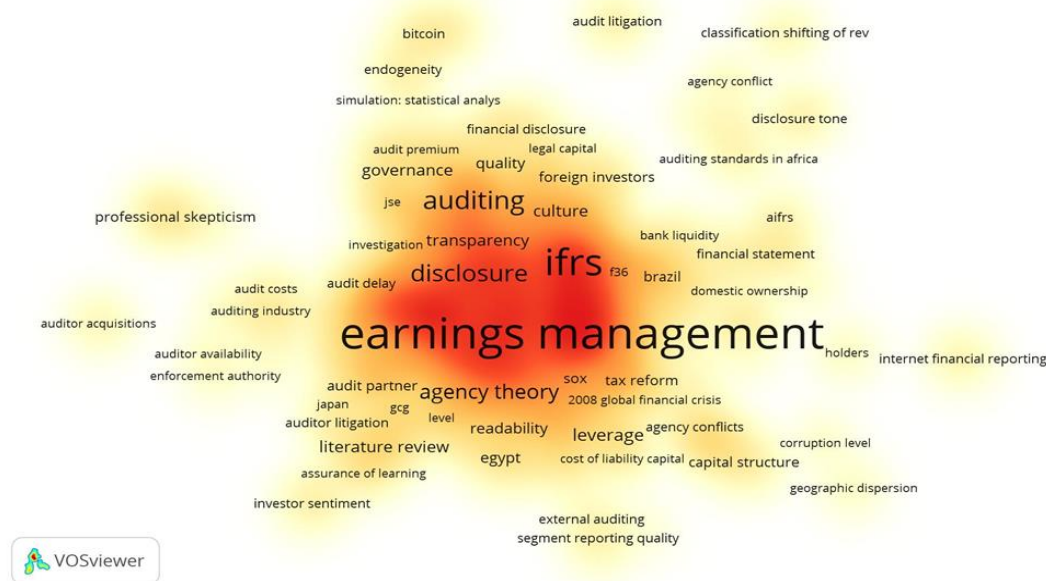 audit litigation
bitcoin
classification shifting of rev
endogeneity
agency conflict
simulation: statistical analys
disclosure tone
financial disclosure
audit premium
legal capital
auditing standards in africa
governance
quality
foreign investors
jse
auditing
culture
professional skepticism
aifrs
investigation
transparency
bank liquidity
financial statement
disclosure
ifrs
f36
brazil
audit delay
audit costs
domestic ownership
auditing industry
auditor acquisitions
earnings management
auditor availability
holders
internet financial reporting
enforcement authority
audit partner
agency theory
sox
tax reform
japan
gcg
2008 global financial crisis
auditor litigation
level
readability
leverage
agency conflicts
literature review
corruption level
egypt
cost of liability capital
capital structure
assurance of learning
geographic dispersion
investor sentiment
external auditing
segment reporting quality
VOSviewer